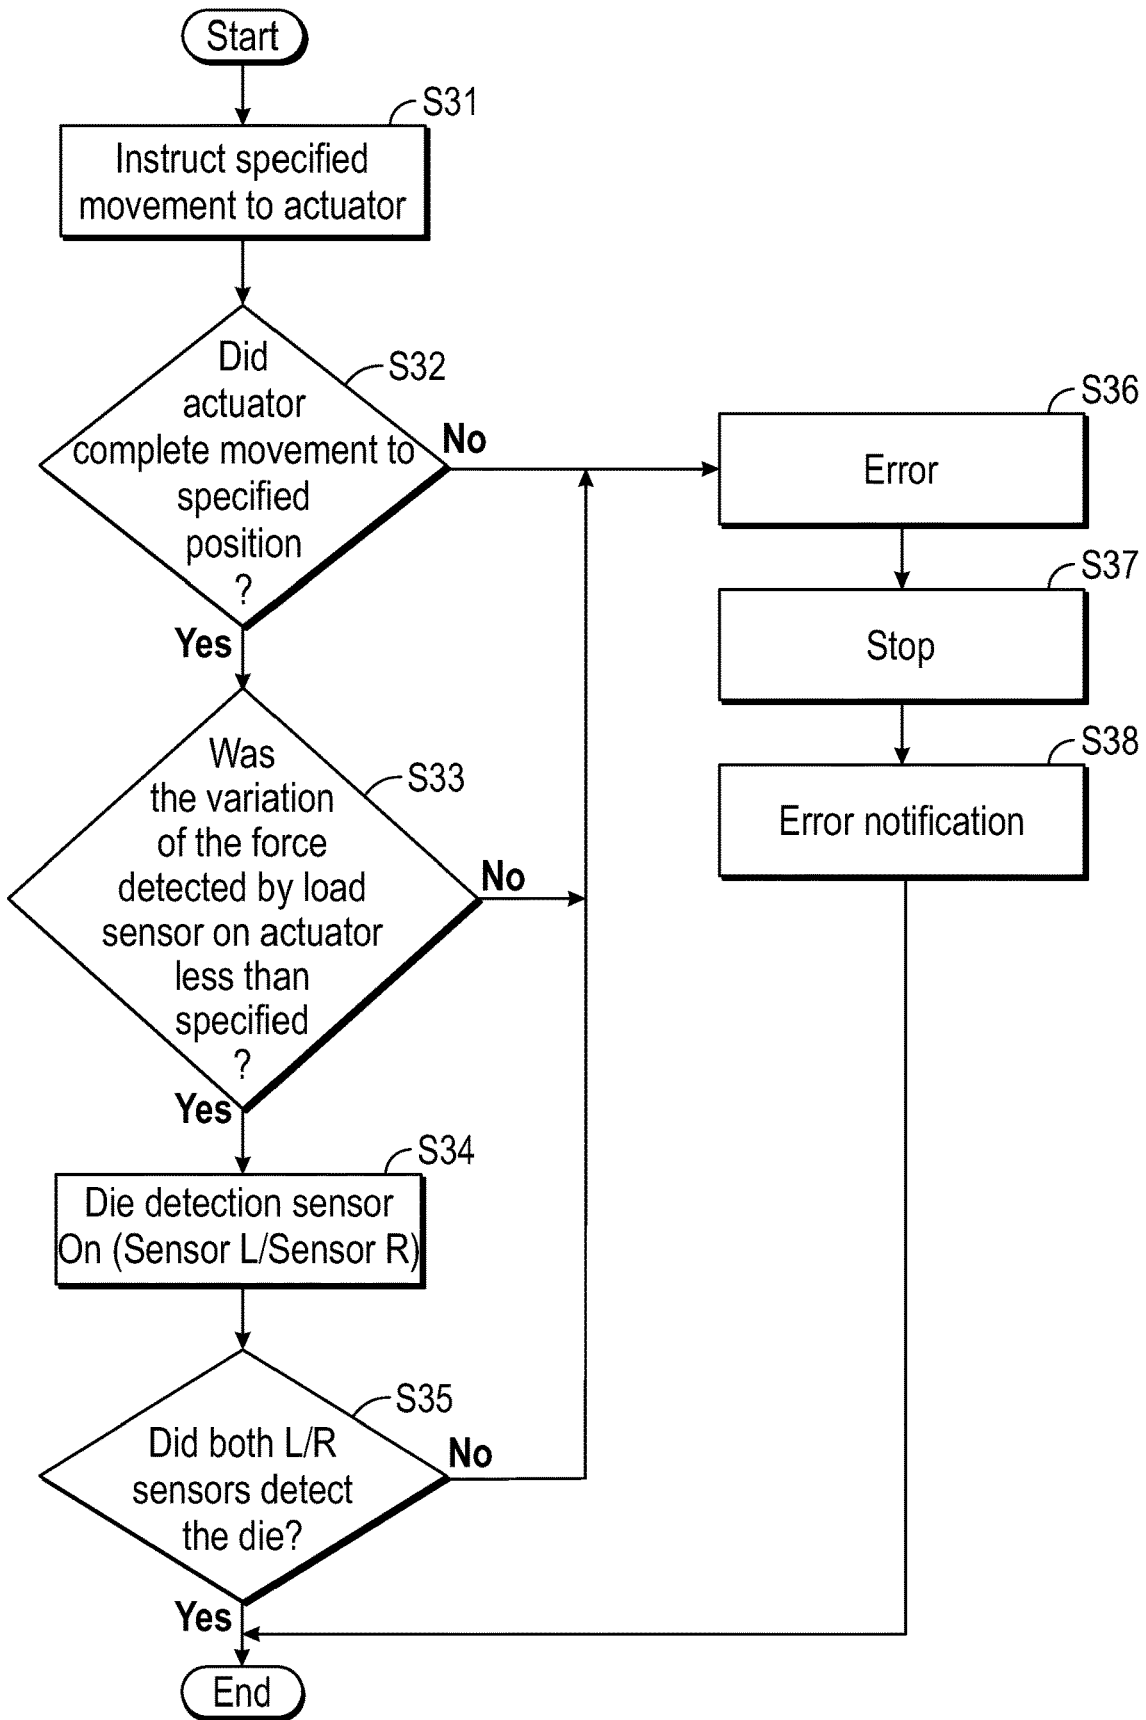 Start
S31
Instruct specified
movement to actuator
S32
Did
actuator
complete movement to
specified
position
?
No
Yes
S33
Was
the variation
of the force
detected by load
sensor on actuator
less than
specified
?
No
Yes
S34
Die detection sensor
On (Sensor L/Sensor R)
S35
Did both L/R
sensors detect
the die?
No
Yes
End
S36
Error
S37
Stop
S38
Error notification